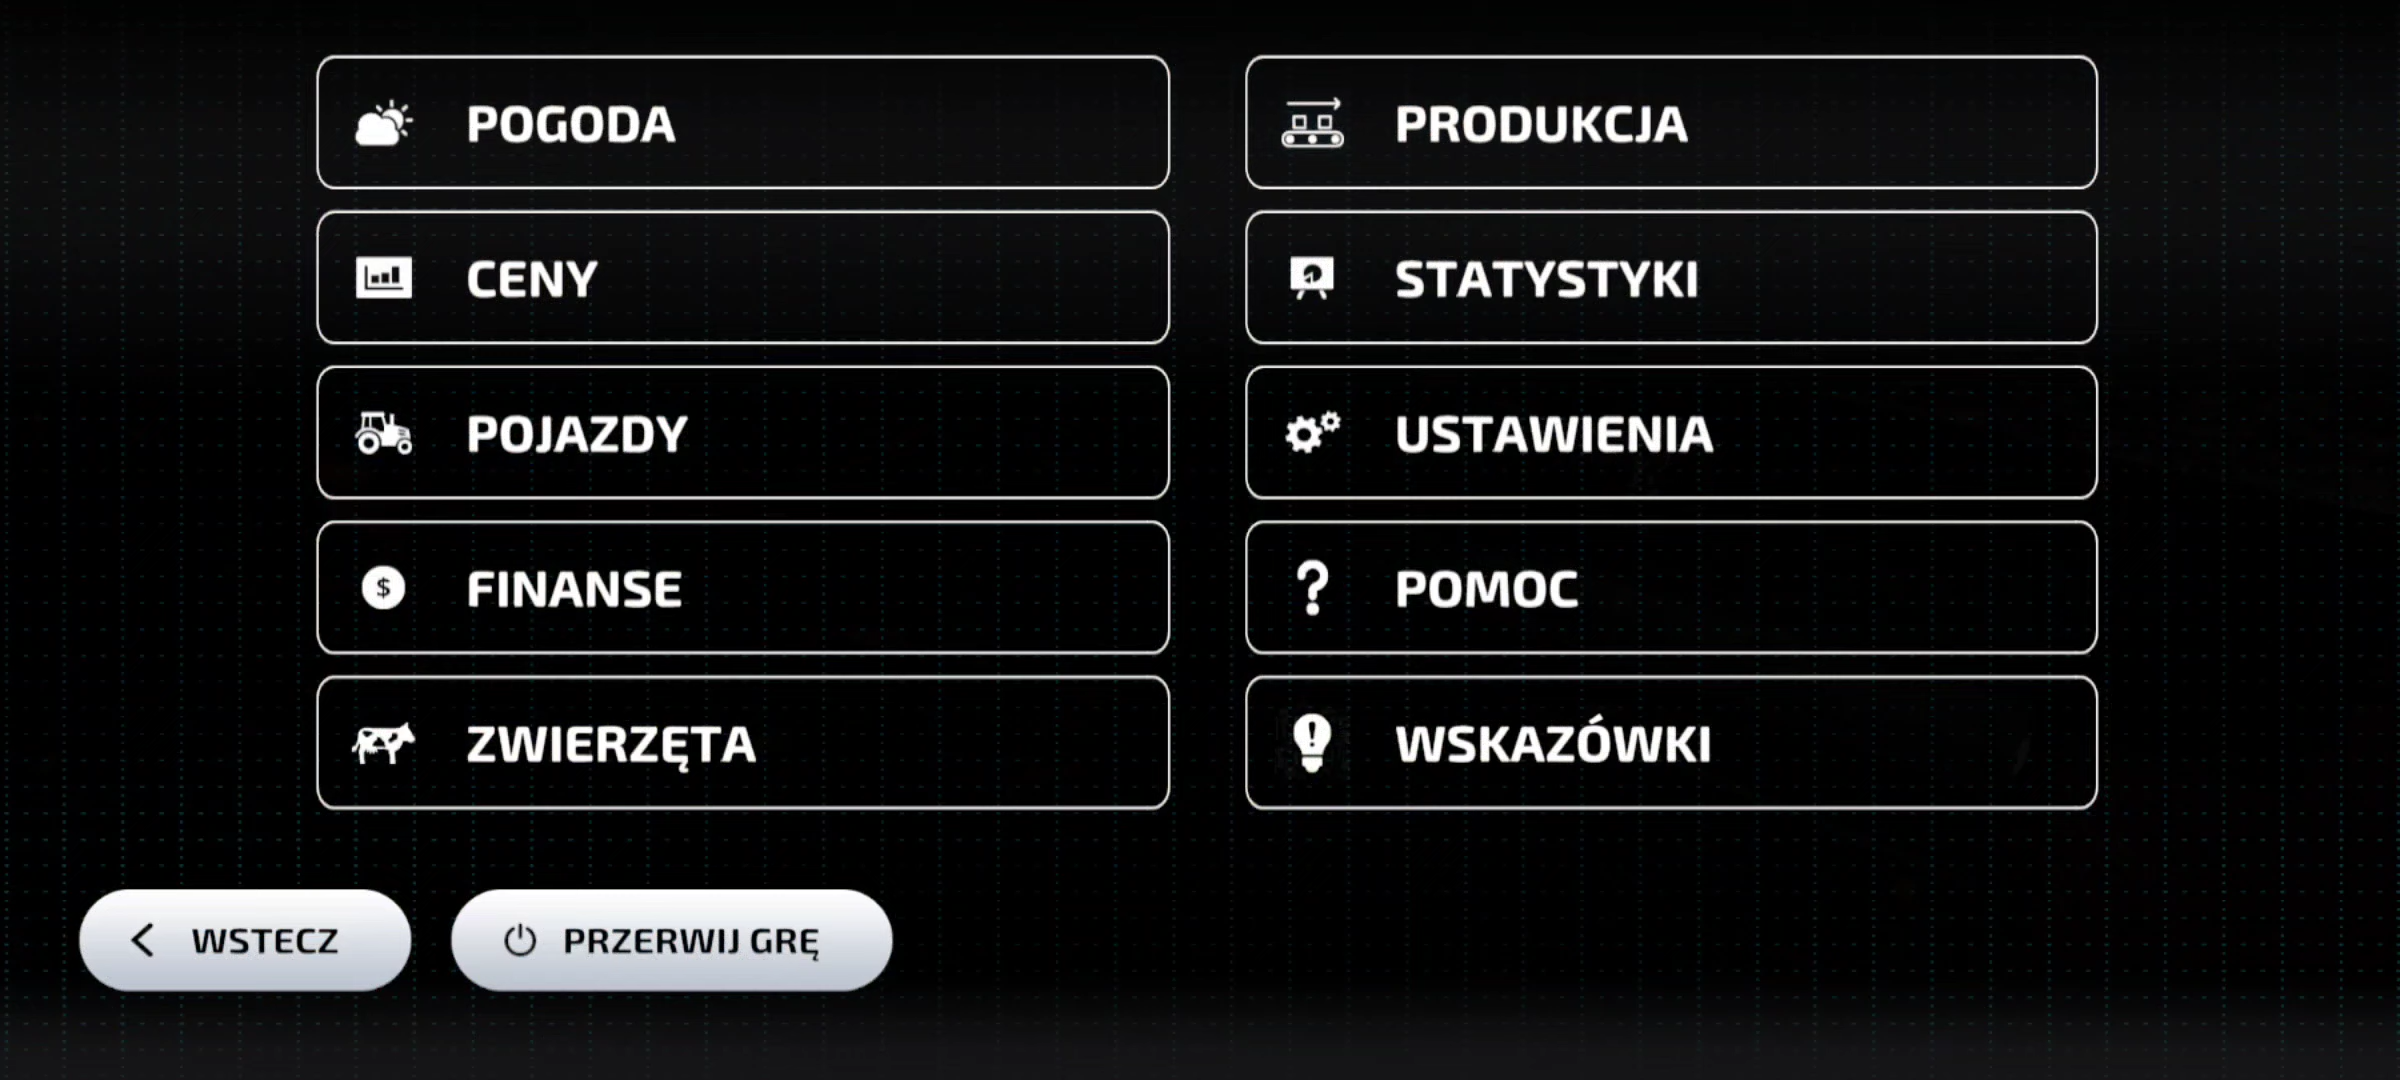 POGODA
CENY
POJAZDY
FINANSE
ZWIERZĘTA
PRODUKCJA
STATYSTYKI
USTAWIENIA
POMOC
WSKAZÓWKI
WSTECZ
PRZERWIJ GRĘ